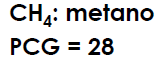 CH₄: metano
PCG = 28